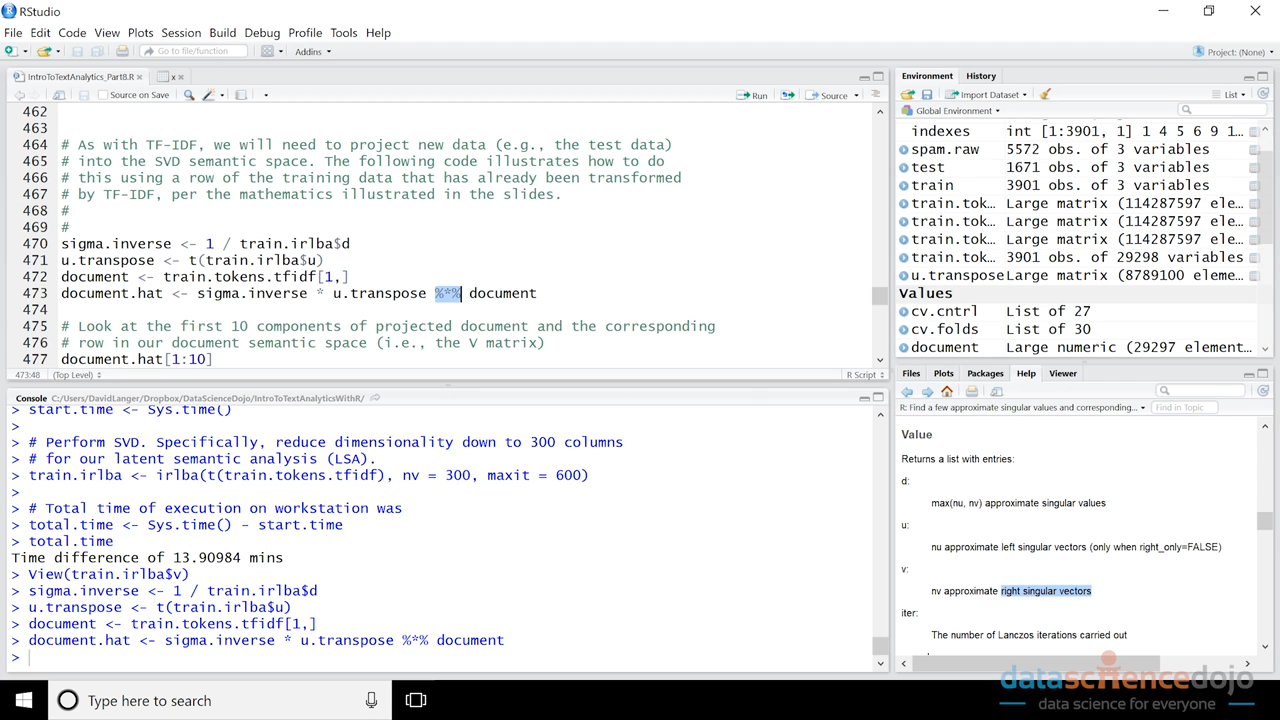 RStudio
File Edit Code View Plots Session Build Debug Profile Tools Help
Go to file/function Addins Project: (None)
IntroToTextAnalytics_Part8.R x
Source on Save Run Source
462
463
464 # As with TF-IDF, we will need to project new data (e.g., the test data)
465 # into the SVD semantic space. The following code illustrates how to do
466 # this using a row of the training data that has already been transformed
467 # by TF-IDF, per the mathematics illustrated in the slides.
468 #
469 #
470 sigma.inverse <- 1 / train.irlba$d
471 u.transpose <- t(train.irlba$u)
472 document <- train.tokens.tfidf[1,]
473 document.hat <- sigma.inverse * u.transpose %*% document
474
475 # Look at the first 10 components of projected document and the corresponding
476 # row in our document semantic space (i.e., the V matrix)
477 document.hat[1:10]
473:48 (Top Level) R Script
Console C:/Users/DavidLanger/Dropbox/DataScienceDojo/IntroToTextAnalyticsWithR/
> start.time <- Sys.time()
>
> # Perform SVD. Specifically, reduce dimensionality down to 300 columns
> # for our latent semantic analysis (LSA).
> train.irlba <- irlba(t(train.tokens.tfidf), nv = 300, maxit = 600)
>
> # Total time of execution on workstation was
> total.time <- Sys.time() - start.time
> total.time
Time difference of 13.90984 mins
> View(train.irlba$v)
> sigma.inverse <- 1 / train.irlba$d
> u.transpose <- t(train.irlba$u)
> document <- train.tokens.tfidf[1,]
> document.hat <- sigma.inverse * u.transpose %*% document
>
Environment History
Import Dataset List
Global Environment
indexes int [1:3901, 1] 1 4 5 6 9 1…
spam.raw 5572 obs. of 3 variables
test 1671 obs. of 3 variables
train 3901 obs. of 3 variables
train.tok… Large matrix (114287597 ele…
train.tok… Large matrix (114287597 ele…
train.tok… Large matrix (114287597 ele…
train.tok… 3901 obs. of 29298 variables
u.transpose Large matrix (8789100 eleme…
Values
cv.cntrl List of 27
cv.folds List of 30
document Large numeric (29297 element…
Files Plots Packages Help Viewer
R: Find a few approximate singular values and corresponding... Find in Topic
Value
Returns a list with entries:
d:
max(nu, nv) approximate singular values
u:
nu approximate left singular vectors (only when right_only=FALSE)
v:
nv approximate right singular vectors
iter:
The number of Lanczos iterations carried out
datasciencedojo
data science for everyone
Type here to search